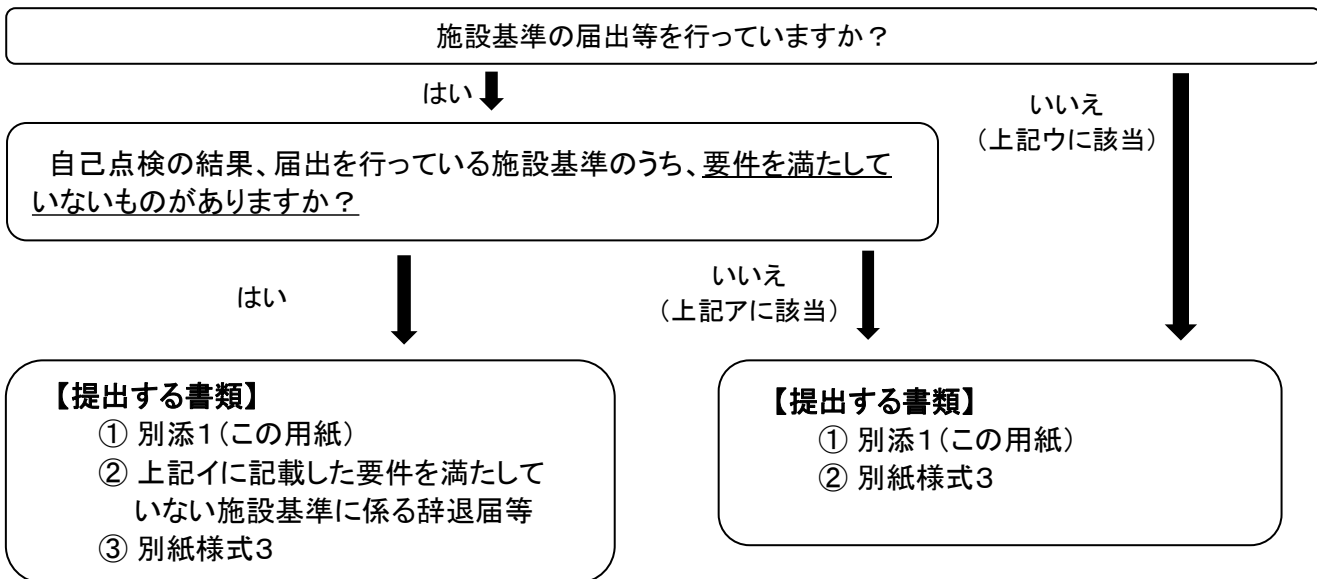 施設基準の届出等を行っていますか？
はい
いいえ
（上記ウに該当）
自己点検の結果、届出を行っている施設基準のうち、要件を満たして
いないものがありますか？
はい
いいえ
（上記アに該当）
【提出する書類】
① 別添１（この用紙）
② 上記イに記載した要件を満たして
いない施設基準に係る辞退届等
③ 別紙様式３
【提出する書類】
① 別添１（この用紙）
② 別紙様式３